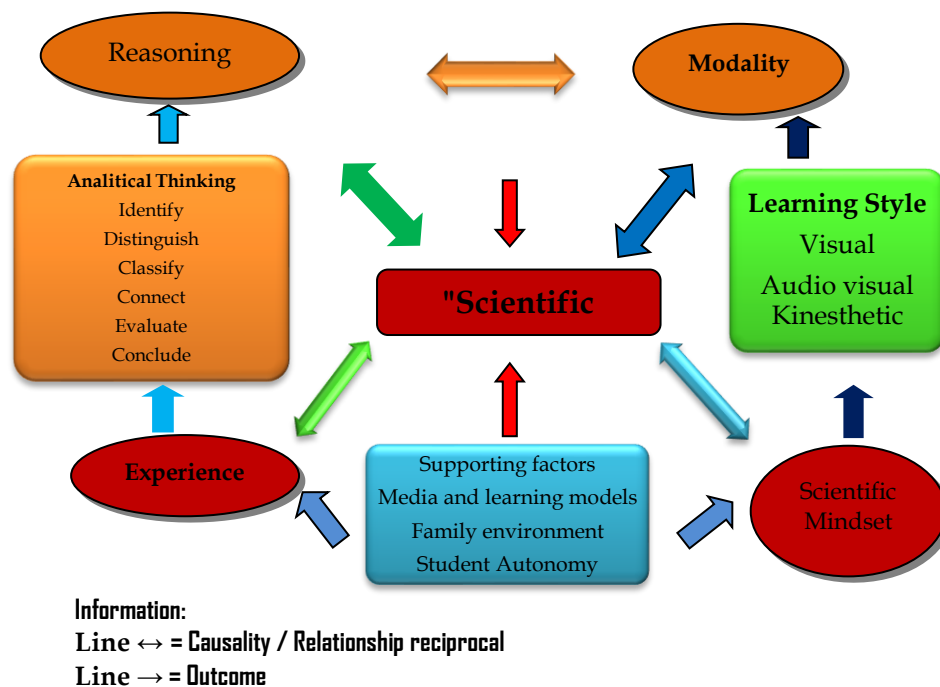 Reasoning
Modality
Analitical Thinking
Identify
Distinguish
Classify
Connect
Evaluate
Conclude
Learning Style
Visual
Audio visual
Kinesthetic
"Scientific
Experience
Supporting factors
Media and learning models
Family environment
Student Autonomy
Scientific
Mindset
Information:
Line ↔ = Causality / Relationship reciprocal
Line → = Outcome